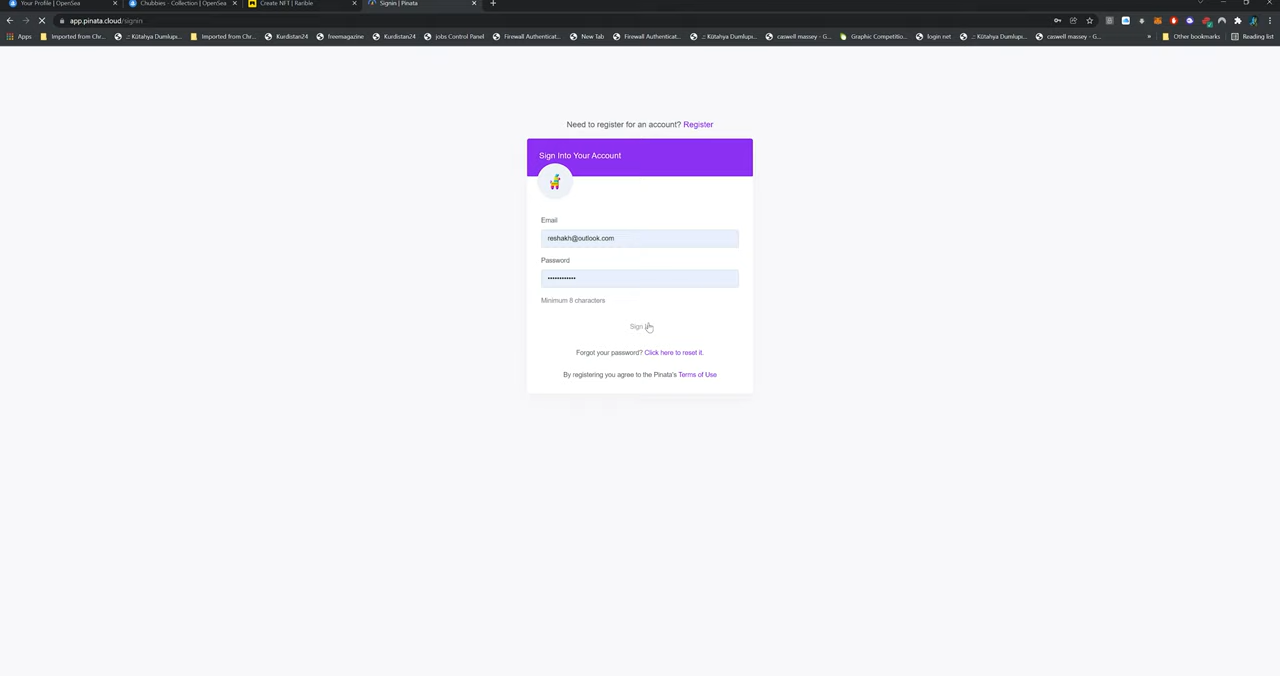 Your Profile | OpenSea
Chubbies - Collection | OpenSea
Create NFT | Rarible
Signin | Pinata
app.pinata.cloud/signin
Apps
Imported from Chr...
.:: Kütahya Dumlupı...
Imported from Chr...
Kurdistan24
freemagazine
Kurdistan24
jobs Control Panel
Firewall Authenticat...
New Tab
Firewall Authenticat...
.:: Kütahya Dumlupı...
caswell massey - G...
Graphic Competitio...
login net
.:: Kütahya Dumlupı...
caswell massey - G...
»
Other bookmarks
Reading list
Need to register for an account? Register
Sign Into Your Account
Email
reshakh@outlook.com
Password
••••••••••••
Minimum 8 characters
Sign
Forgot your password? Click here to reset it.
By registering you agree to the Pinata's Terms of Use